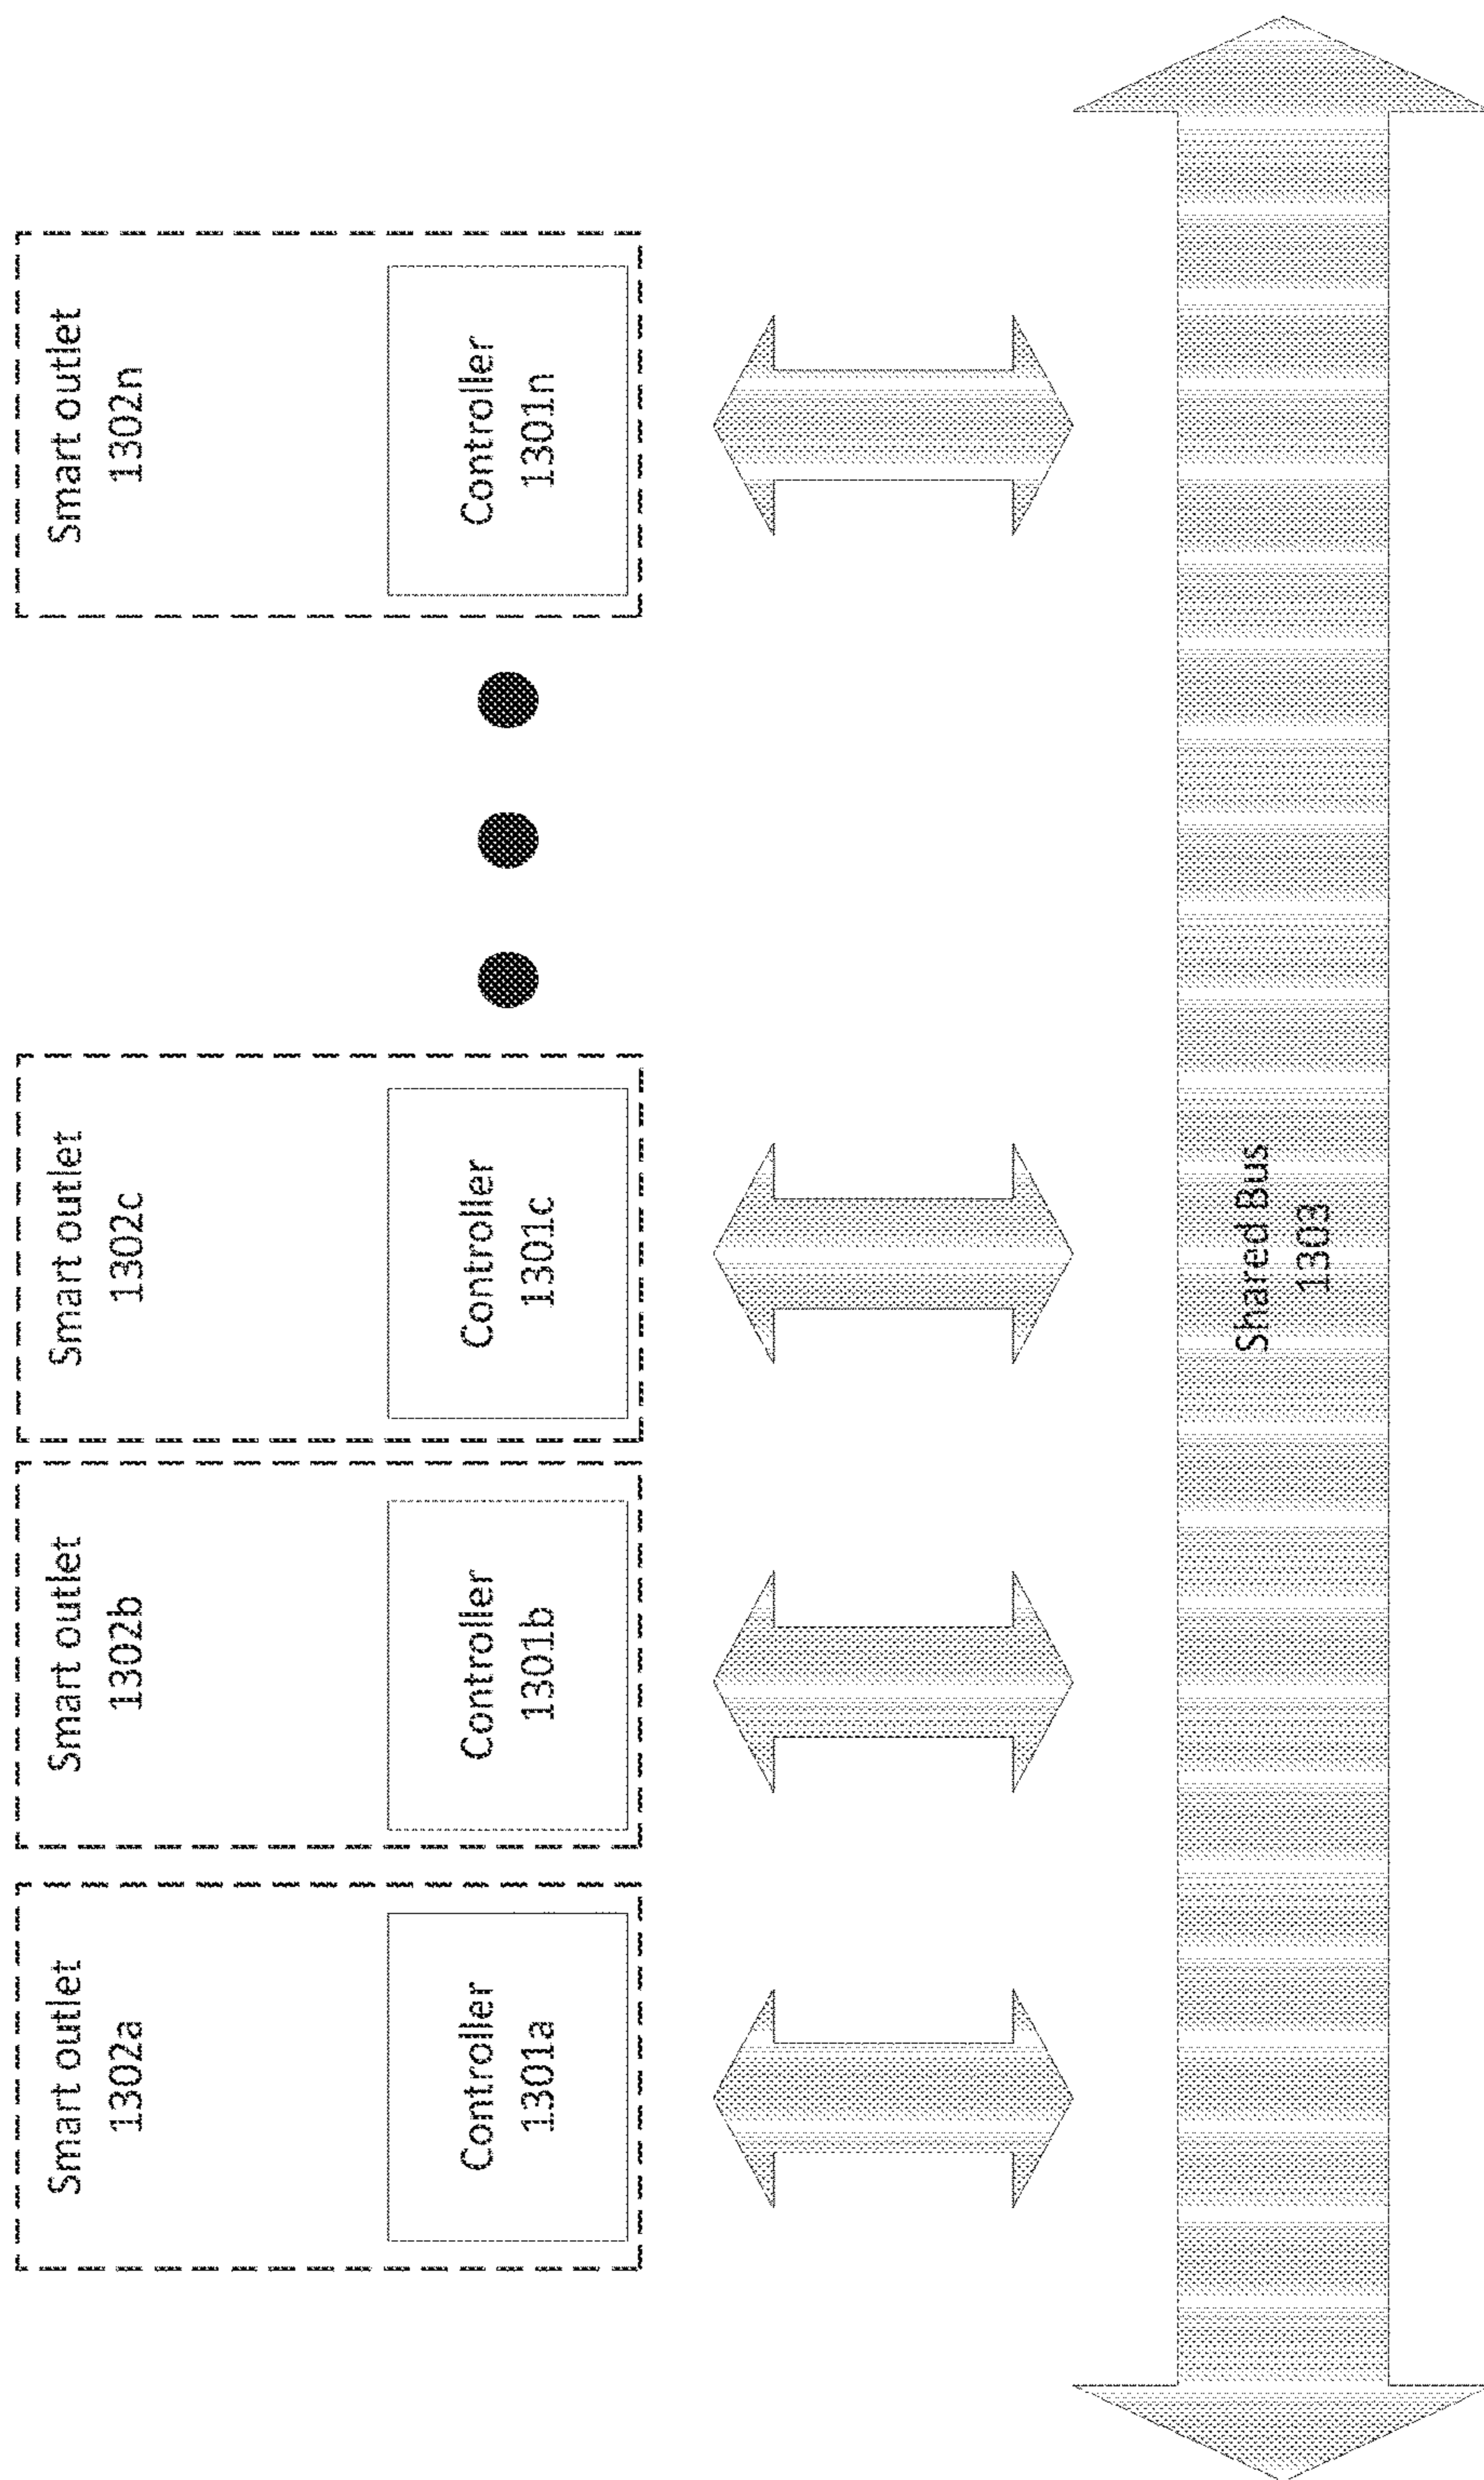 Smart outlet
1302a
Controller
1301a
Smart outlet
1302b
Controller
1301b
Smart outlet
1302c
Controller
1301c
Smart outlet
1302n
Controller
1301n
Shared Bus
1303